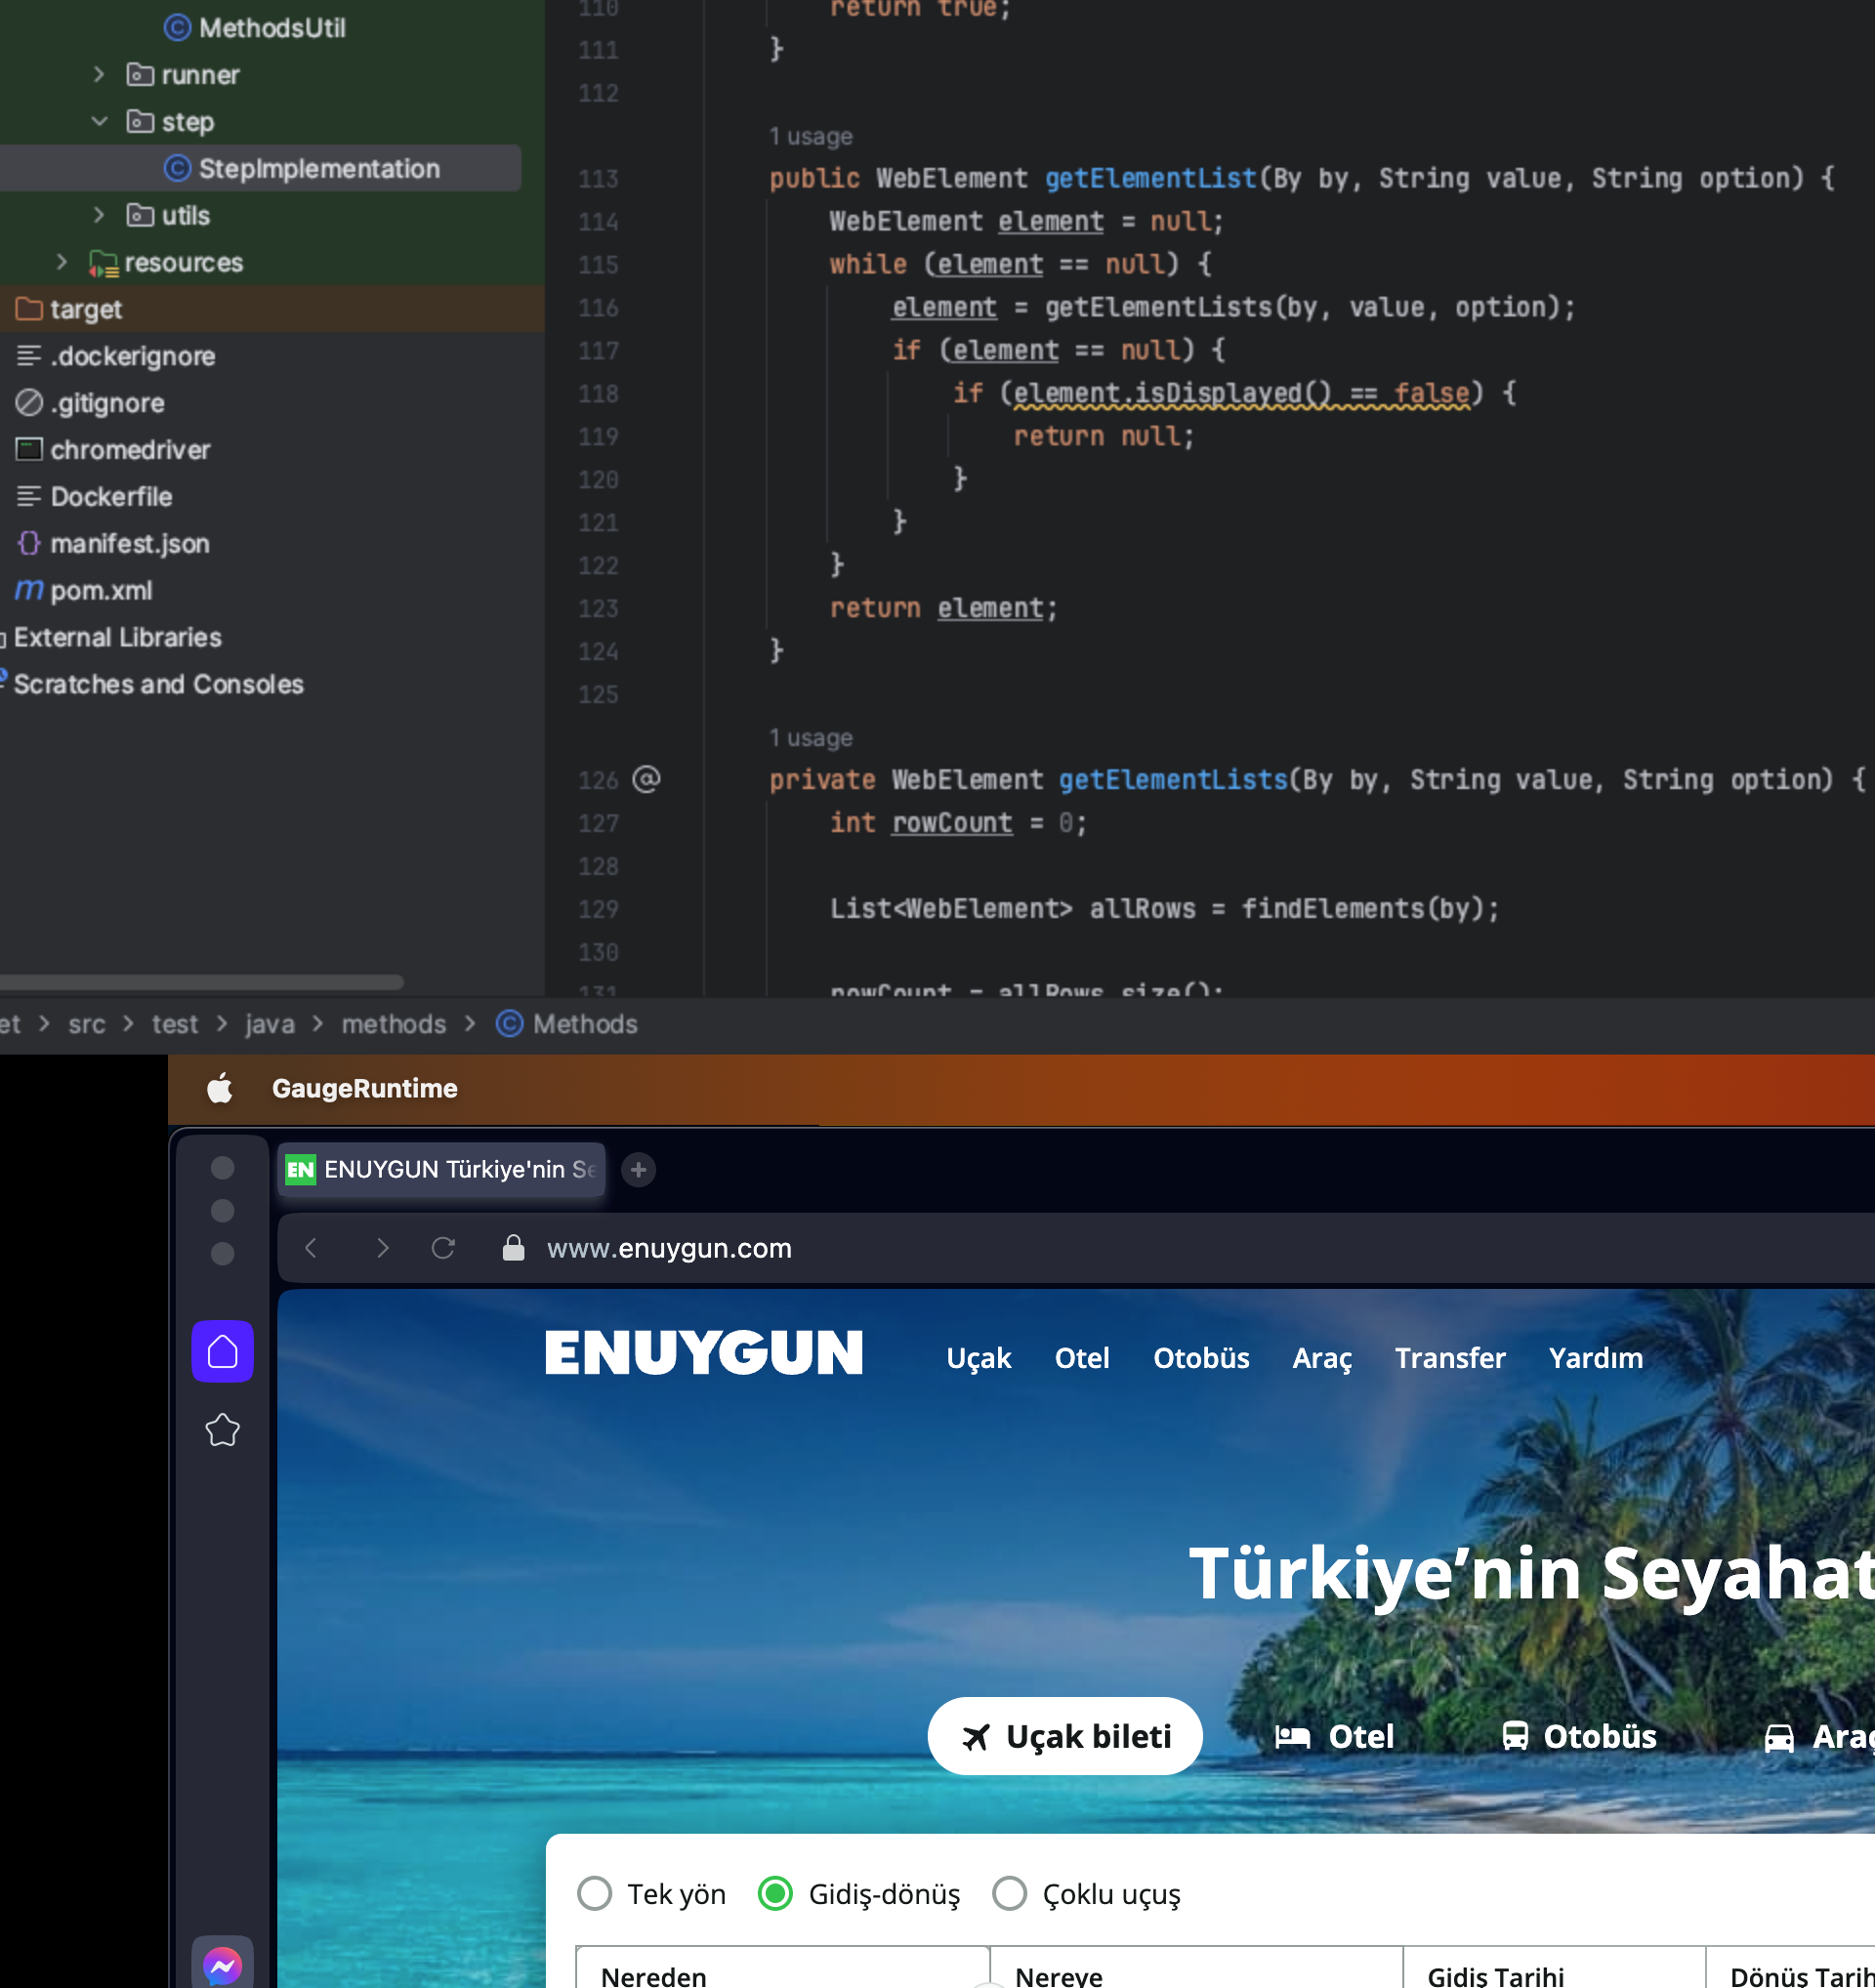 MethodsUtil
runner
step
StepImplementation
utils
resources
target
.dockerignore
.gitignore
chromedriver
Dockerfile
manifest.json
pom.xml
External Libraries
Scratches and Consoles
110 return true;
111 }
112
1 usage
113 public WebElement getElementList(By by, String value, String option) {
114 WebElement element = null;
115 while (element == null) {
116 element = getElementLists(by, value, option);
117 if (element == null) {
118 if (element.isDisplayed() == false) {
119 return null;
120 }
121 }
122 }
123 return element;
124 }
125
1 usage
126 @ private WebElement getElementLists(By by, String value, String option) {
127 int rowCount = 0;
128
129 List<WebElement> allRows = findElements(by);
130
131 rowCount = allRows.size();
et > src > test > java > methods > Methods
GaugeRuntime
EN ENUYGUN Türkiye'nin Se
www.enuygun.com
ENUYGUN Uçak Otel Otobüs Araç Transfer Yardım
Türkiye’nin Seyahat
Uçak bileti Otel Otobüs Araç
Tek yön Gidiş-dönüş Çoklu uçuş
Nereden Nereye Gidiş Tarihi Dönüş Tarih